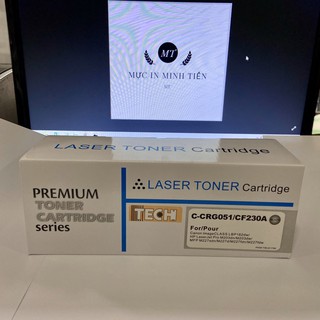 MT
MỰC IN MINH TIẾN
LASER TONER Cartridge
PREMIUM
TONER
CARTRIDGE
series
LASER TONER Cartridge
TECH
C-CRG051/CF230A
For/Pour